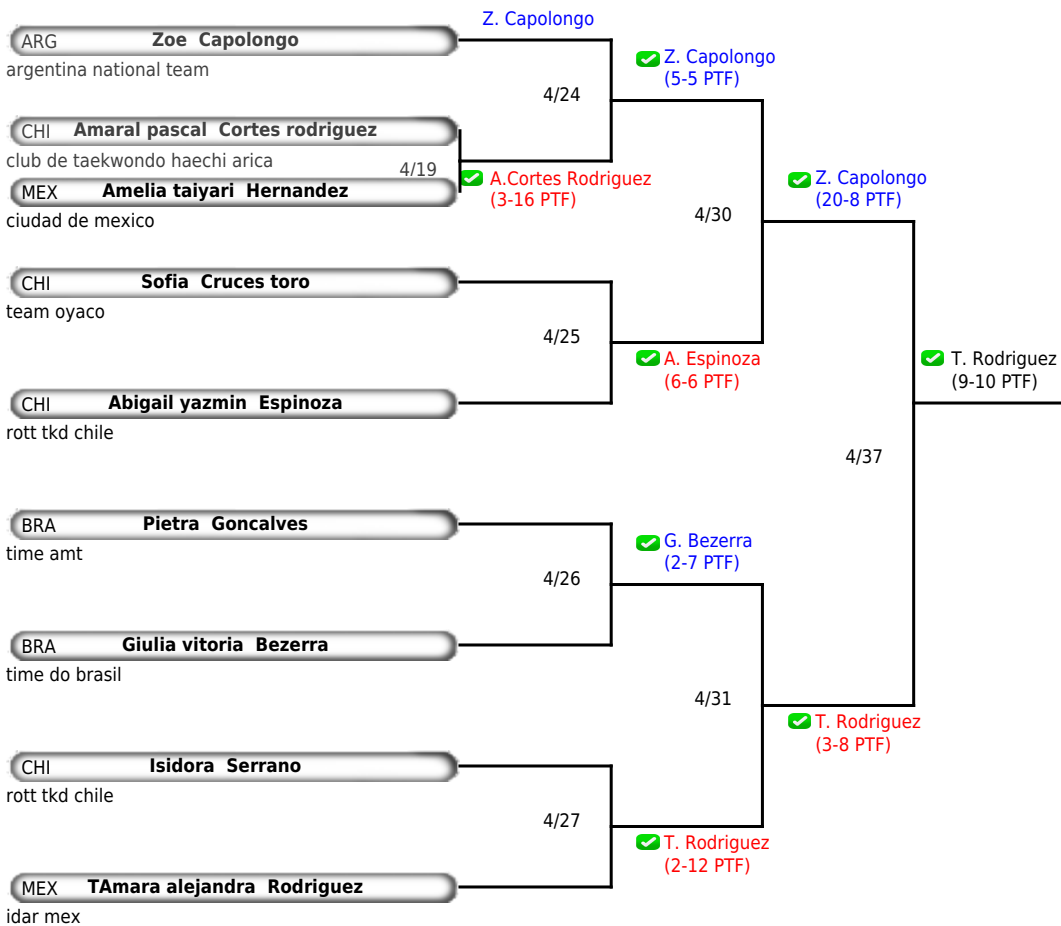 Z. Capolongo
ARG Zoe Capolongo
argentina national team
Z. Capolongo
(5-5 PTF)
4/24
CHI Amaral pascal Cortes rodriguez
club de taekwondo haechi arica
4/19
MEX Amelia taiyari Hernandez
ciudad de mexico
A.Cortes Rodriguez
(3-16 PTF)
Z. Capolongo
(20-8 PTF)
4/30
CHI Sofia Cruces toro
team oyaco
4/25
A. Espinoza
(6-6 PTF)
T. Rodriguez
(9-10 PTF)
CHI Abigail yazmin Espinoza
rott tkd chile
4/37
BRA Pietra Goncalves
time amt
G. Bezerra
(2-7 PTF)
4/26
BRA Giulia vitoria Bezerra
time do brasil
4/31
T. Rodriguez
(3-8 PTF)
CHI Isidora Serrano
rott tkd chile
4/27
T. Rodriguez
(2-12 PTF)
MEX TAmara alejandra Rodriguez
idar mex